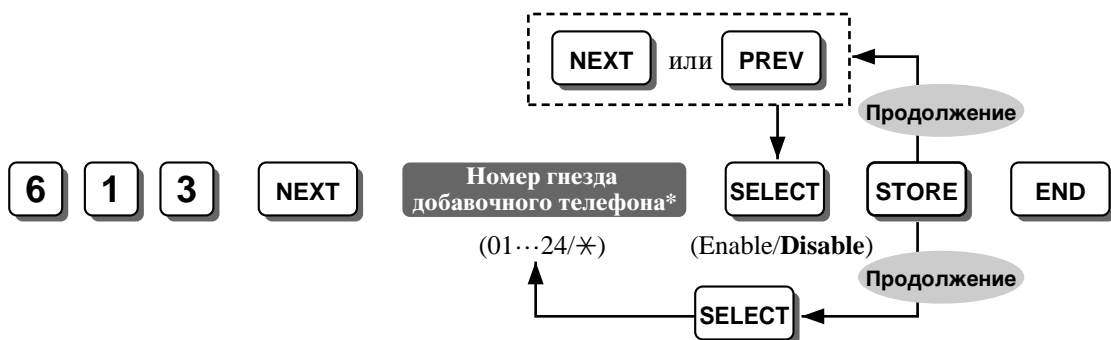 NEXT или PREV
Продолжение
6 1 3 NEXT Номер гнезда
добавочного телефона* SELECT STORE END
(01···24/✳) (Enable/Disable)
Продолжение
SELECT